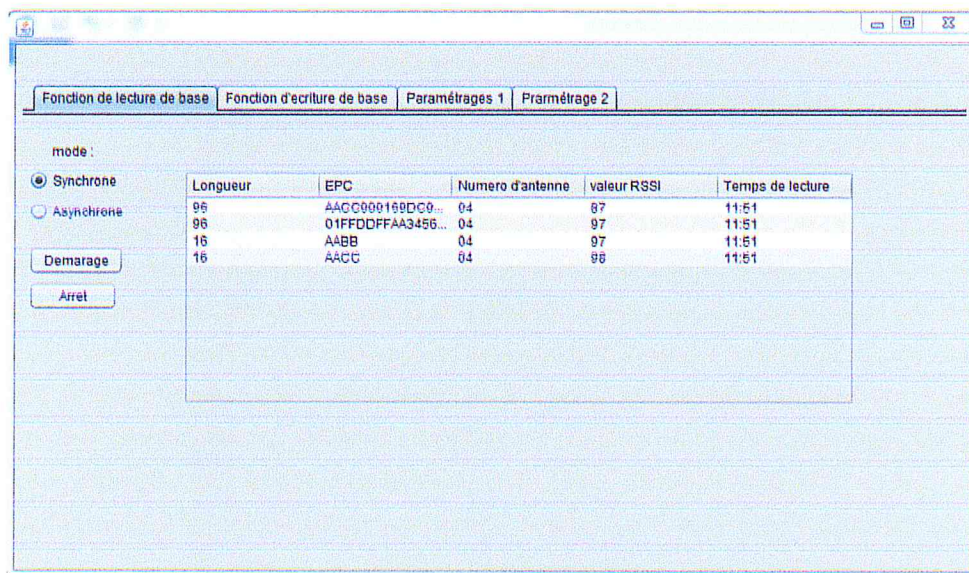 Fonction de lecture de base Fonction d'ecriture de base Paramétrages 1 Prarmétrage 2
mode :
Synchrone
Asynchrone
Demarage
Arret
Longueur EPC Numero d'antenne valeur RSSI Temps de lecture
96 04 87 11:51
96 01FFDDFFAA3456... 04 97 11:51
16 AABB 04 97 11:51
16 AACC 04 98 11:51